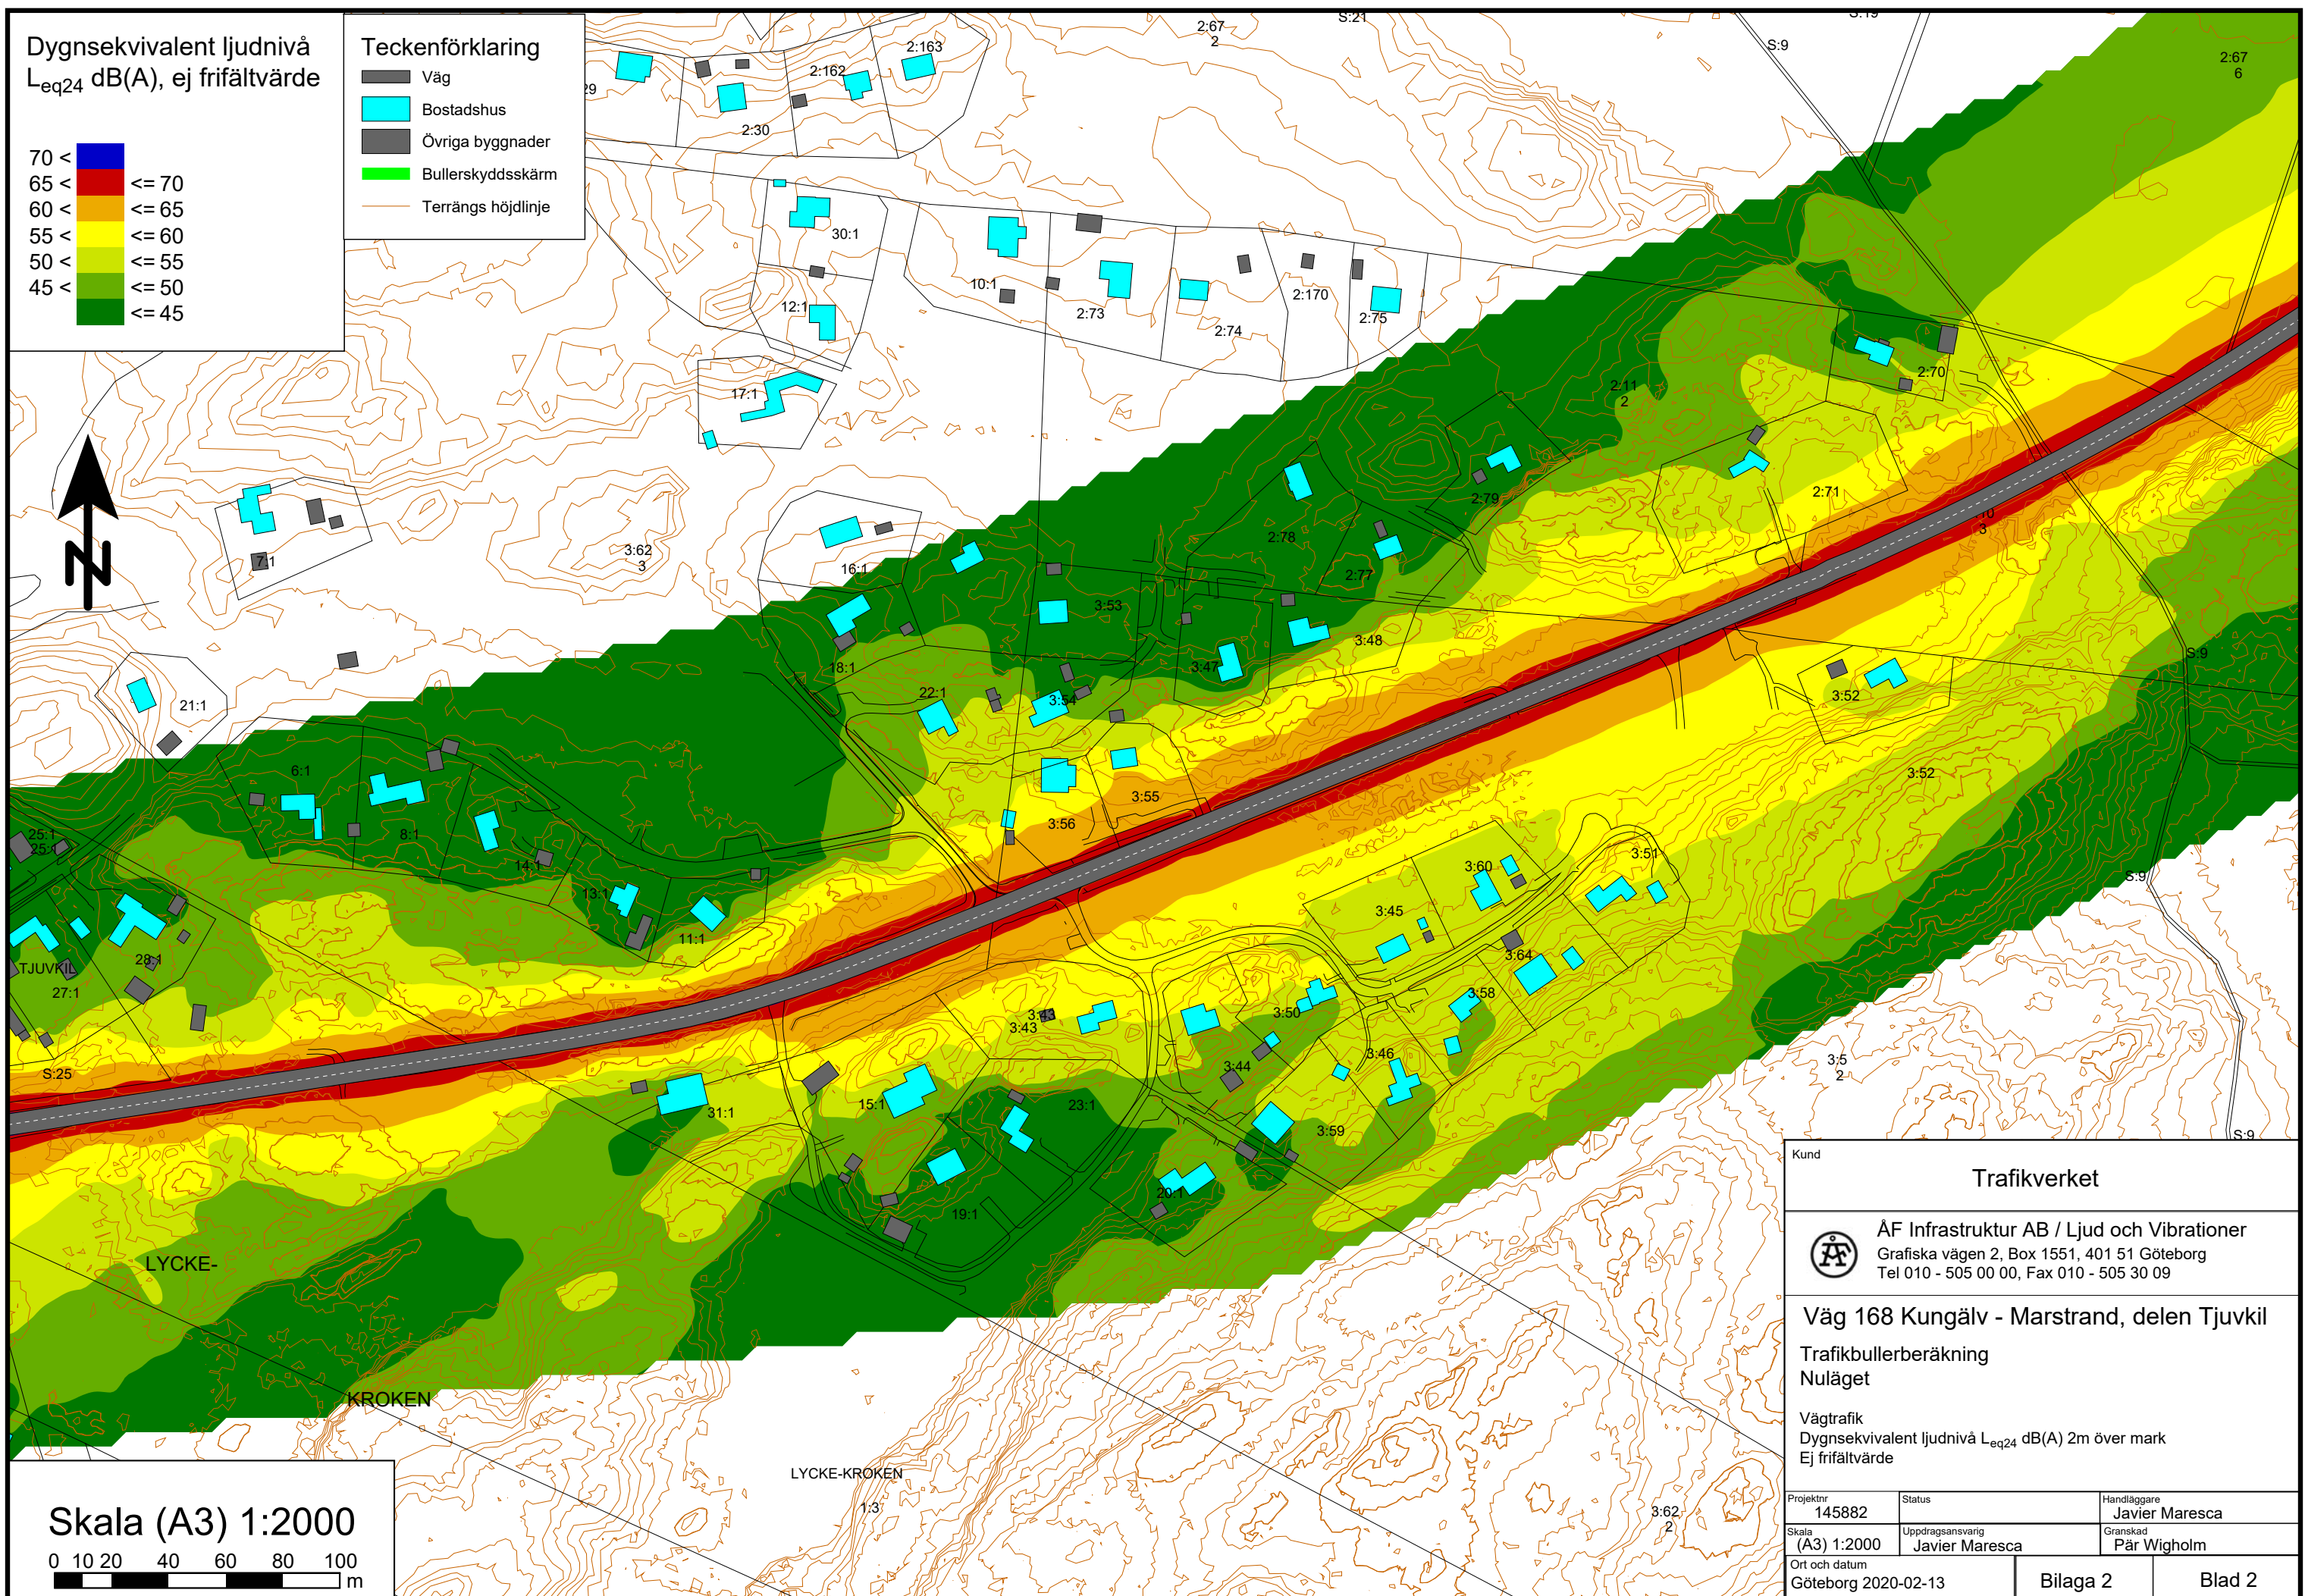 Dygnsekvivalent ljudnivå
Leq24 dB(A), ej frifältvärde
70 <
65 < <= 70
60 < <= 65
55 < <= 60
50 < <= 55
45 < <= 50
<= 45
Teckenförklaring
Väg
Bostadshus
Övriga byggnader
Bullerskyddsskärm
Terrängs höjdlinje
N
29
2:30
2:162
2:163
2:67
2
S:21
S:9
S:19
2:67
6
30:1
12:1
10:1
2:73
2:74
2:170
2:75
17:1
2:11
2
2:70
7:1
3:62
3
16:1
2:78
2:79
2:71
3
2:77
3:53
3:48
3:47
18:1
22:1
3:54
S:9
3:52
21:1
6:1
8:1
14:1
13:1
11:1
3:55
3:56
3:52
25:1
25:1
3:51
3:60
3:45
S:9
28:1
TJUVKIL
27:1
3:64
3:58
3:50
3:43
3:43
3:46
3:44
3:5
2
S:25
31:1
15:1
23:1
3:59
S:9
20:1
19:1
LYCKE-
KROKEN
LYCKE-KROKEN
1:3
3:62
2
Skala (A3) 1:2000
0 10 20 40 60 80 100
m
Kund
Trafikverket
ÅF
ÅF Infrastruktur AB / Ljud och Vibrationer
Grafiska vägen 2, Box 1551, 401 51 Göteborg
Tel 010 - 505 00 00, Fax 010 - 505 30 09
Väg 168 Kungälv - Marstrand, delen Tjuvkil
Trafikbullerberäkning
Nuläget
Vägtrafik
Dygnsekvivalent ljudnivå Leq24 dB(A) 2m över mark
Ej frifältvärde
Projektnr
145882
Status
Handläggare
Javier Maresca
Skala
(A3) 1:2000
Uppdragsansvarig
Javier Maresca
Granskad
Pär Wigholm
Ort och datum
Göteborg 2020-02-13
Bilaga 2
Blad 2